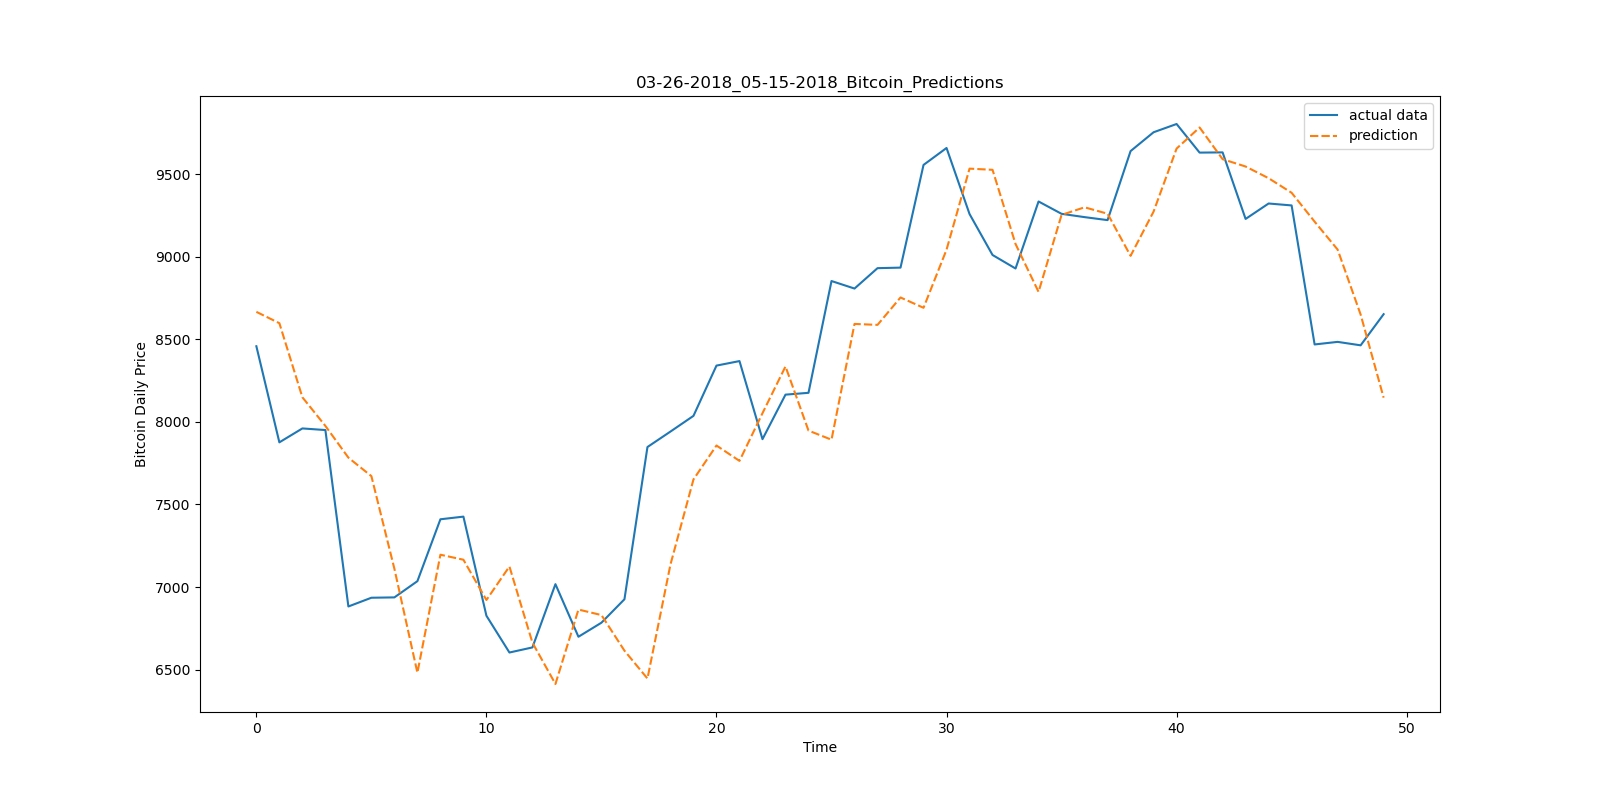 03-26-2018_05-15-2018_Bitcoin_Predictions
actual data
prediction
Bitcoin Daily Price
9500
9000
8500
8000
7500
7000
6500
0
10
20
30
40
50
Time